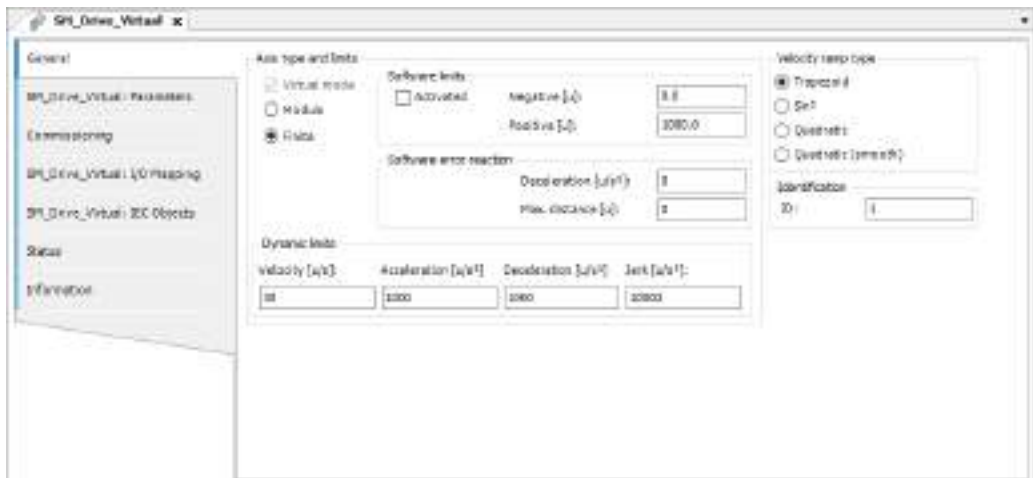 SM_Drive_Virtual x
General
SM_Drive_Virtual: Parameters
Commissioning
SM_Drive_Virtual: I/O Mapping
SM_Drive_Virtual: IEC Objects
Status
Information
Axis type and limits
Virtual mode
Modulo
Finite
Software limits
Activated
Negative [u]:
0.0
Positive [u]:
1000.0
Software error reaction
Deceleration [u/s²]:
0
Max. distance [u]:
0
Dynamic limits
Velocity [u/s]:
Acceleration [u/s²]
Deceleration [u/s²]
Jerk [u/s³]:
30
1000
1000
10000
Velocity ramp type
Trapezoid
Sin²
Quadratic
Quadratic (smooth)
Identification
ID: